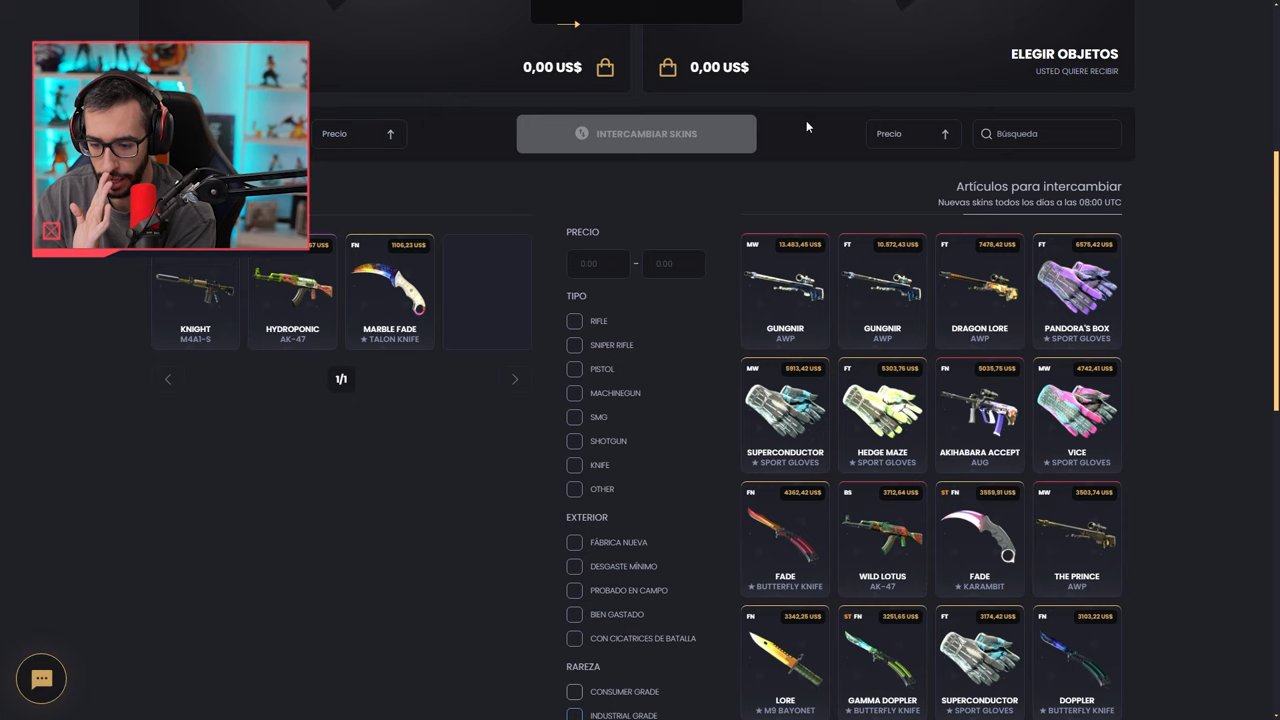 0,00 US$
0,00 US$
ELEGIR OBJETOS
USTED QUIERE RECIBIR
Precio
INTERCAMBIAR SKINS
Precio
Búsqueda
Artículos para intercambiar
Nuevas skins todos los días a las 08:00 UTC
KNIGHT
M4A1-S
HYDROPONIC
AK-47
FN 1106,23 US$
MARBLE FADE
★ TALON KNIFE
1/1
PRECIO
0.00 – 0.00
TIPO
RIFLE
SNIPER RIFLE
PISTOL
MACHINEGUN
SMG
SHOTGUN
KNIFE
OTHER
EXTERIOR
FÁBRICA NUEVA
DESGASTE MÍNIMO
PROBADO EN CAMPO
BIEN GASTADO
CON CICATRICES DE BATALLA
RAREZA
CONSUMER GRADE
INDUSTRIAL GRADE
MW 13.483,45 US$
GUNGNIR
AWP
FT 10.572,43 US$
GUNGNIR
AWP
FT 7478,42 US$
DRAGON LORE
AWP
FT 6575,42 US$
PANDORA'S BOX
★ SPORT GLOVES
MW 5913,42 US$
SUPERCONDUCTOR
★ SPORT GLOVES
FT 5303,76 US$
HEDGE MAZE
★ SPORT GLOVES
FN 5035,75 US$
AKIHABARA ACCEPT
AUG
MW 4742,41 US$
VICE
★ SPORT GLOVES
FN 4362,42 US$
FADE
★ BUTTERFLY KNIFE
BS 3712,64 US$
WILD LOTUS
AK-47
ST FN 3559,91 US$
FADE
★ KARAMBIT
MW 3503,74 US$
THE PRINCE
AWP
FN 3342,25 US$
LORE
★ M9 BAYONET
ST FN 3251,65 US$
GAMMA DOPPLER
★ BUTTERFLY KNIFE
FT 3174,42 US$
SUPERCONDUCTOR
★ SPORT GLOVES
FN 3103,22 US$
DOPPLER
★ BUTTERFLY KNIFE